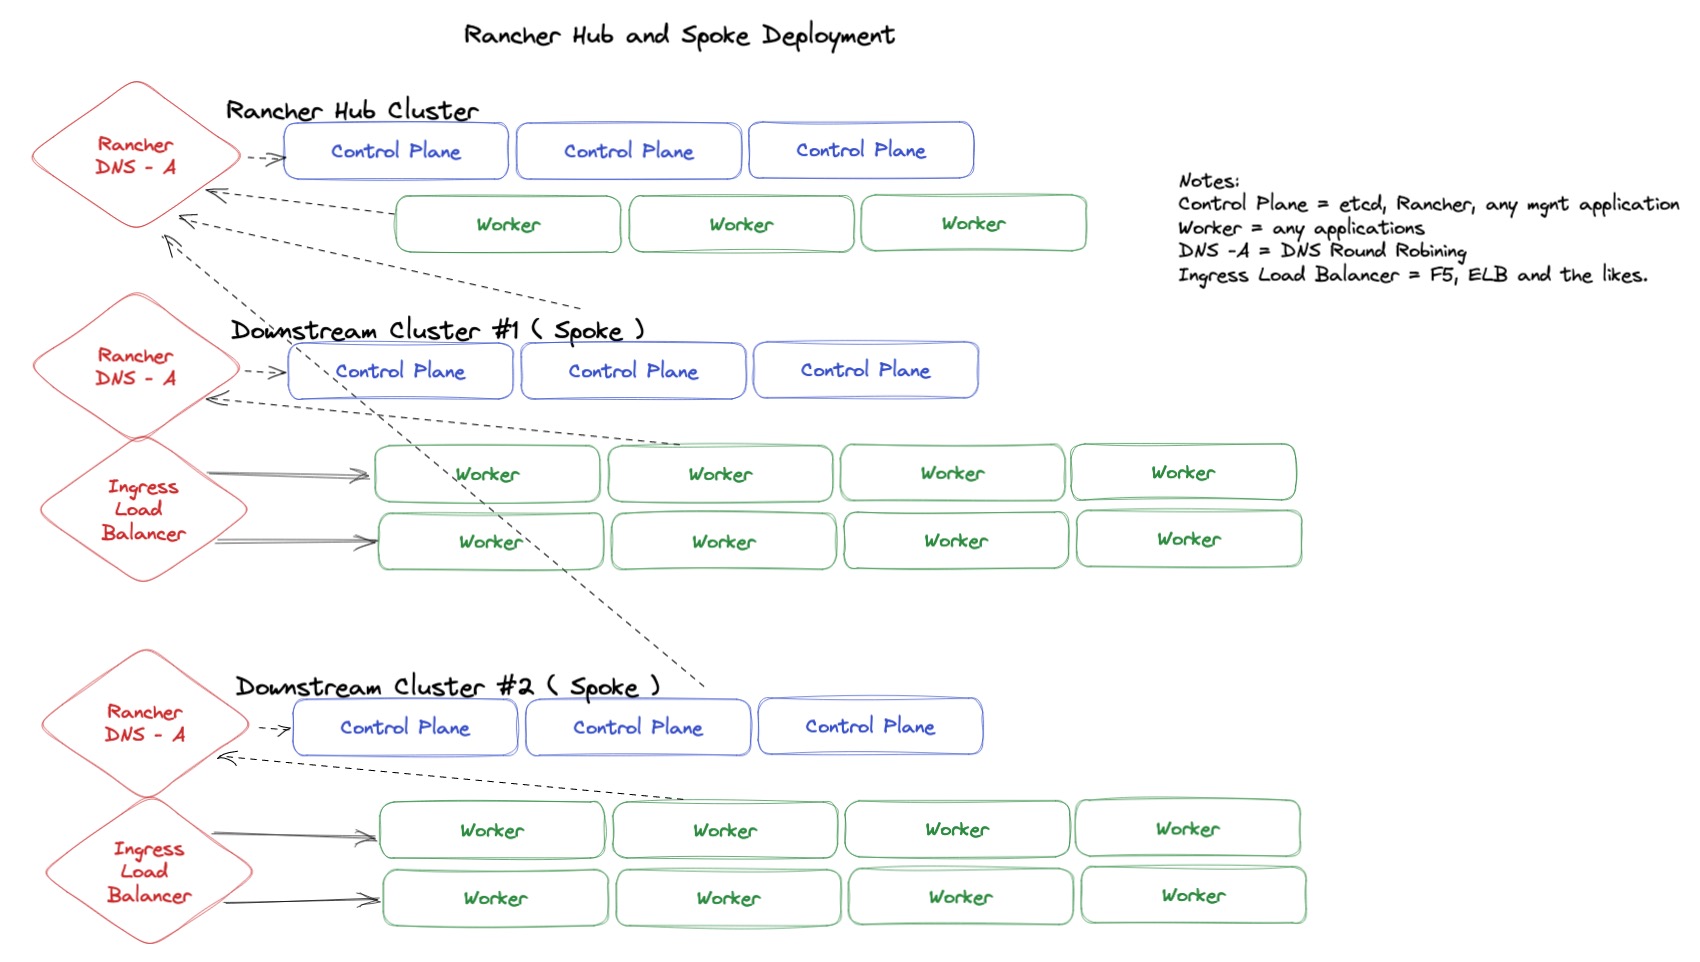 Rancher Hub and Spoke Deployment
Rancher Hub Cluster
Rancher
DNS - A
Control Plane
Control Plane
Control Plane
Worker
Worker
Worker
Notes:
Control Plane = etcd, Rancher, any mgnt application
Worker = any applications
DNS -A = DNS Round Robining
Ingress Load Balancer = F5, ELB and the likes.
Downstream Cluster #1 ( Spoke )
Rancher
DNS - A
Control Plane
Control Plane
Control Plane
Ingress
Load
Balancer
Worker
Worker
Worker
Worker
Worker
Worker
Worker
Worker
Downstream Cluster #2 ( Spoke )
Rancher
DNS - A
Control Plane
Control Plane
Control Plane
Ingress
Load
Balancer
Worker
Worker
Worker
Worker
Worker
Worker
Worker
Worker